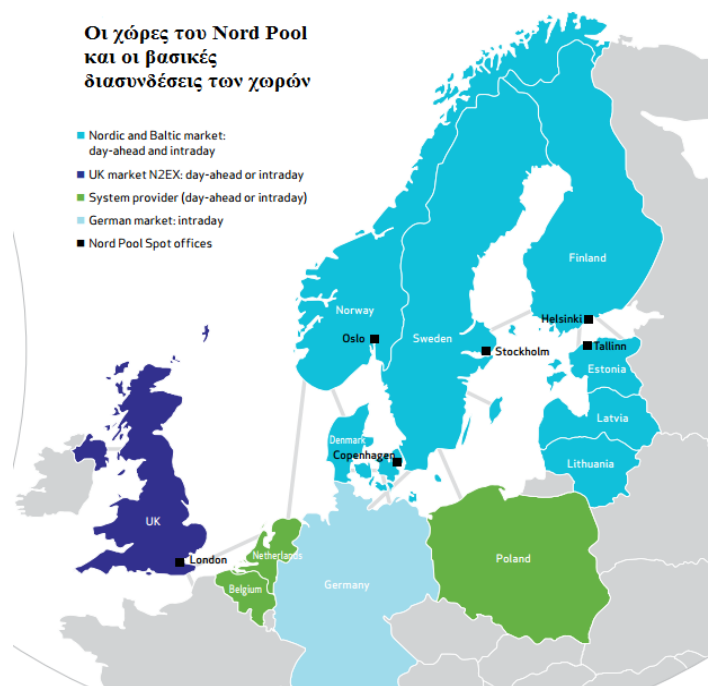 Οι χώρες του Nord Pool
και οι βασικές
διασυνδέσεις των χωρών
Nordic and Baltic market:
day-ahead and intraday
UK market N2EX: day-ahead or intraday
System provider (day-ahead or intraday)
German market: intraday
Nord Pool Spot offices
Finland
Norway
Helsinki
Oslo
Sweden
Tallinn
Stockholm
Estonia
Latvia
Denmark
Copenhagen
Lithuania
UK
London
Netherlands
Poland
Belgium
Germany